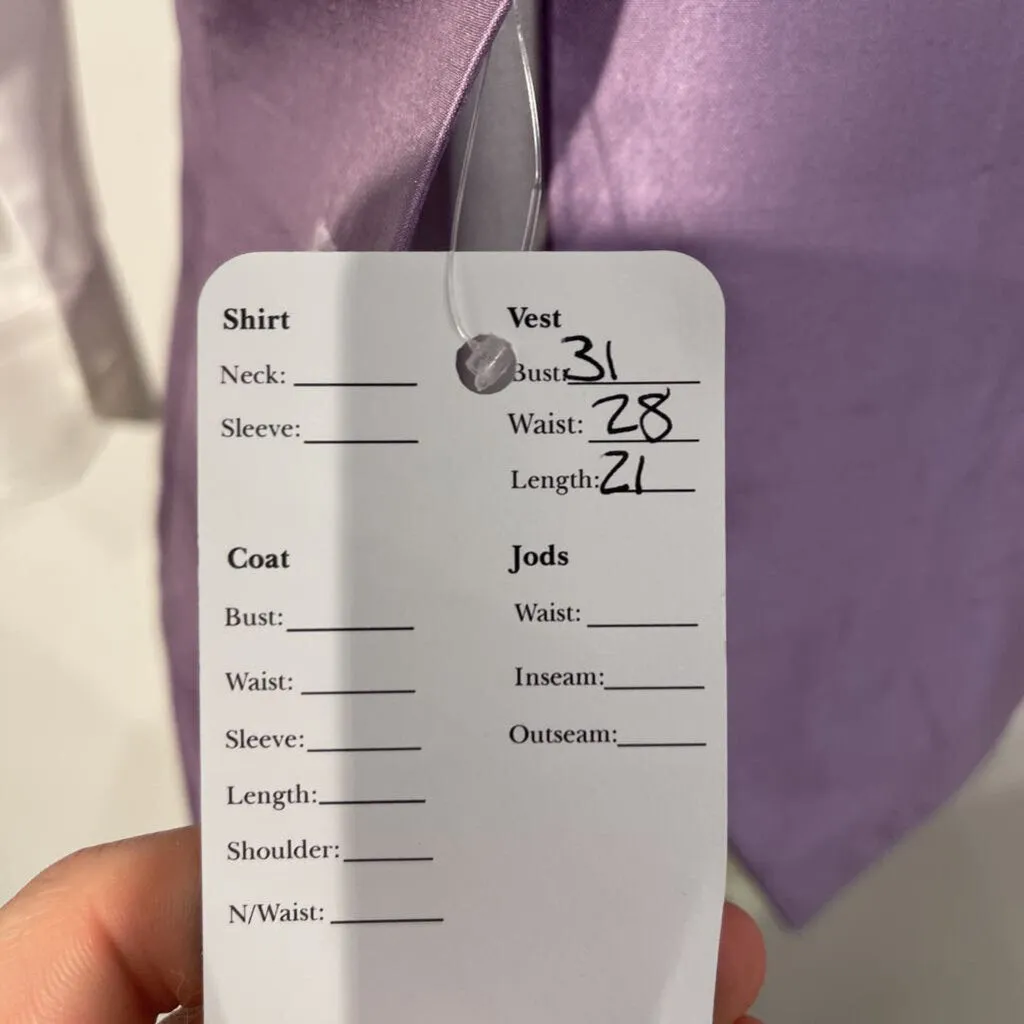 Shirt
Neck:
Sleeve:
Vest
Bust: 31
Waist: 28
Length: 21
Coat
Bust:
Waist:
Sleeve:
Length:
Shoulder:
N/Waist:
Jods
Waist:
Inseam:
Outseam: